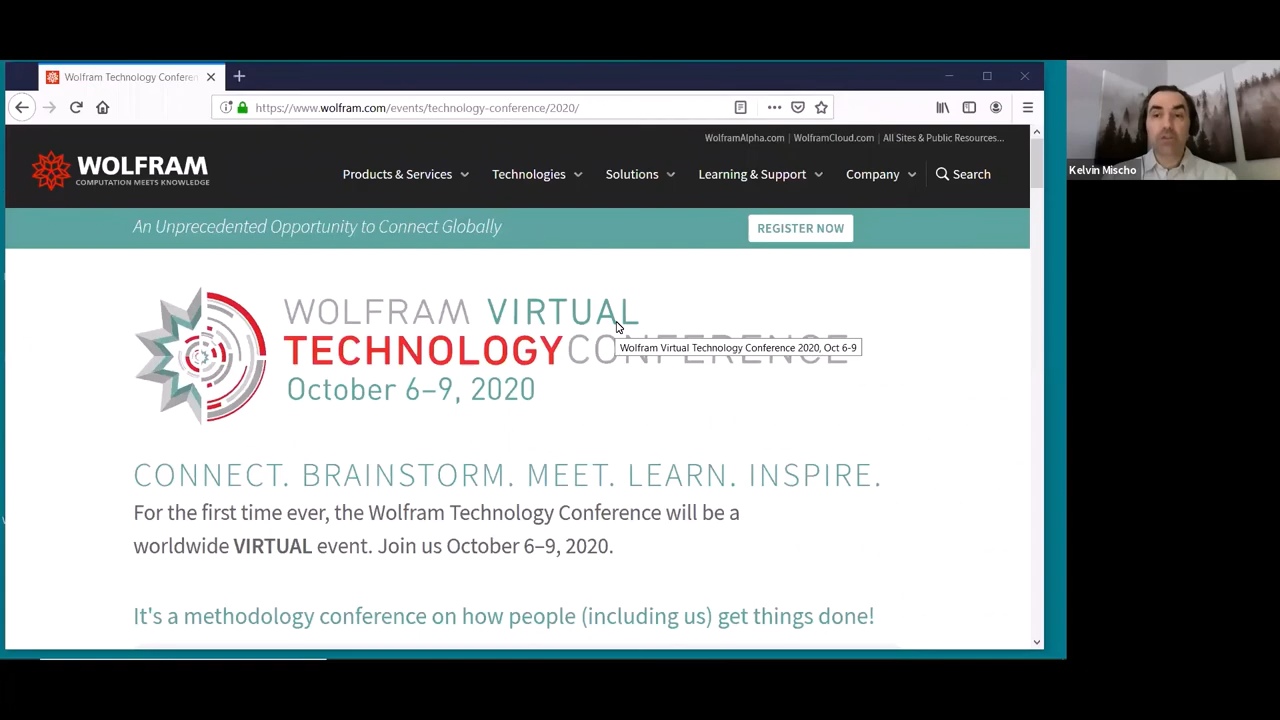 Wolfram Technology Conferen
https://www.wolfram.com/events/technology-conference/2020/
WolframAlpha.com | WolframCloud.com | All Sites & Public Resources...
WOLFRAM
COMPUTATION MEETS KNOWLEDGE
Products & Services Technologies Solutions Learning & Support Company Search
Kelvin Mischo
An Unprecedented Opportunity to Connect Globally
REGISTER NOW
WOLFRAM VIRTUAL
TECHNOLOGY CONFERENCE
Wolfram Virtual Technology Conference 2020, Oct 6-9
October 6–9, 2020
CONNECT. BRAINSTORM. MEET. LEARN. INSPIRE.
For the first time ever, the Wolfram Technology Conference will be a
worldwide VIRTUAL event. Join us October 6–9, 2020.
It's a methodology conference on how people (including us) get things done!